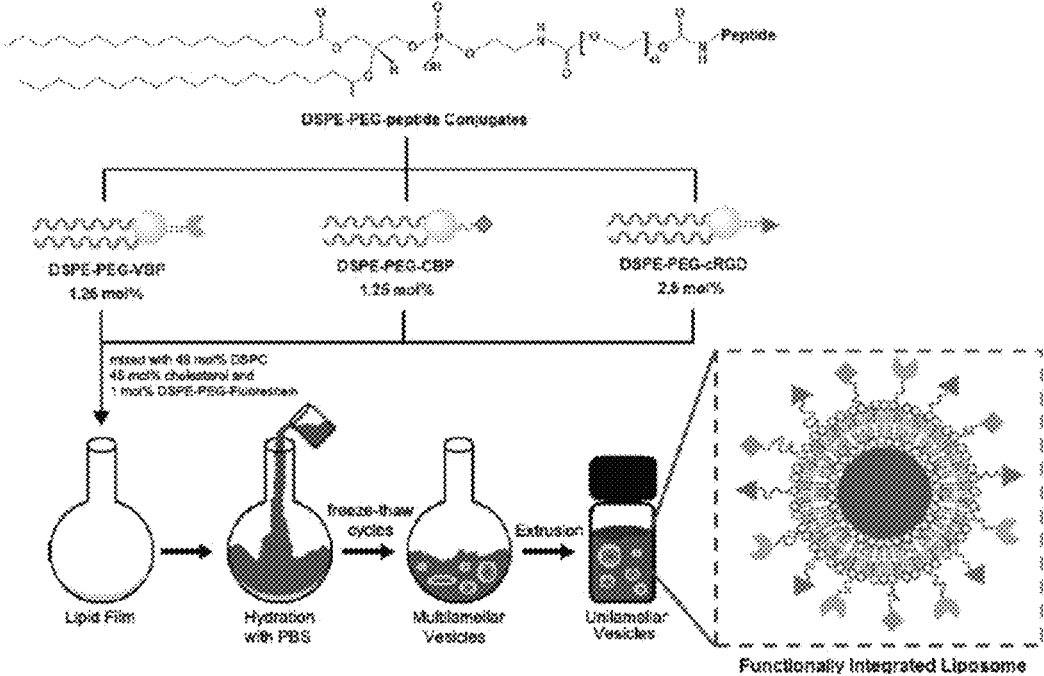 Peptide
DSPE-PEG-peptide Conjugates
DSPE-PEG-VBP
1.25 mol%
DSPE-PEG-CBP
1.25 mol%
DSPE-PEG-cRGD
2.5 mol%
mixed with mol% DSPC
mol% cholesterol and
1 mol% DSPE-PEG-Fluorescein
freeze-thaw
cycles
Extrusion
Lipid Film
Hydration
with PBS
Multilamellar
Vesicles
Unilamellar
Vesicles
Functionally Integrated Liposome